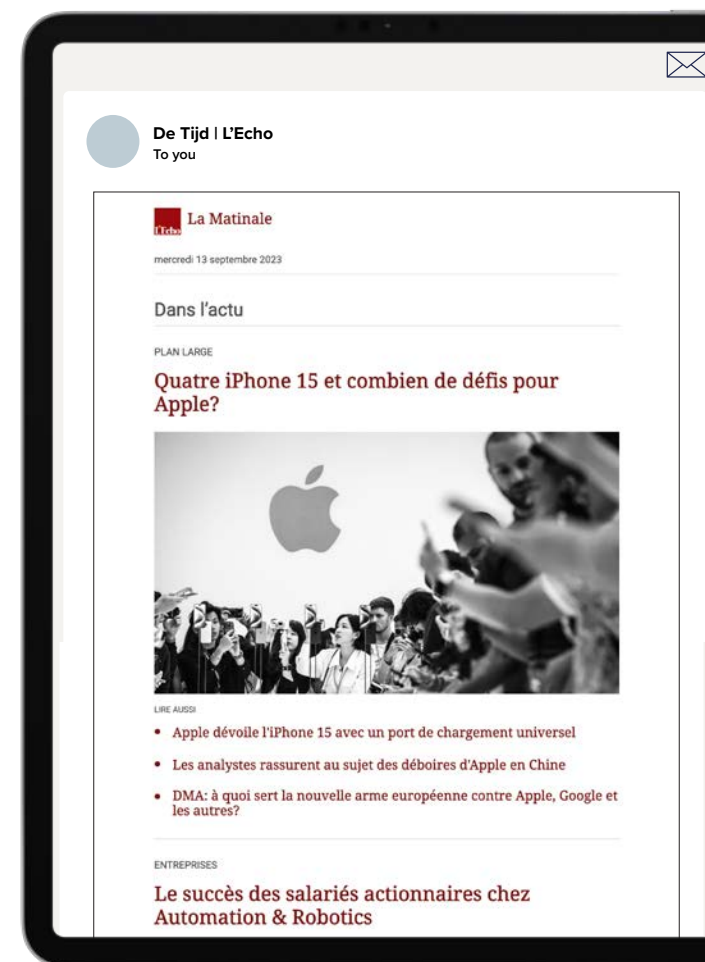 De Tijd | L'Echo
To you
L'Echo
La Matinale
mercredi 13 septembre 2023
Dans l'actu
PLAN LARGE
Quatre iPhone 15 et combien de défis pour
Apple?
LIRE AUSSI
• Apple dévoile l'iPhone 15 avec un port de chargement universel
• Les analystes rassurent au sujet des déboires d'Apple en Chine
• DMA: à quoi sert la nouvelle arme européenne contre Apple, Google et
les autres?
ENTREPRISES
Le succès des salariés actionnaires chez
Automation & Robotics